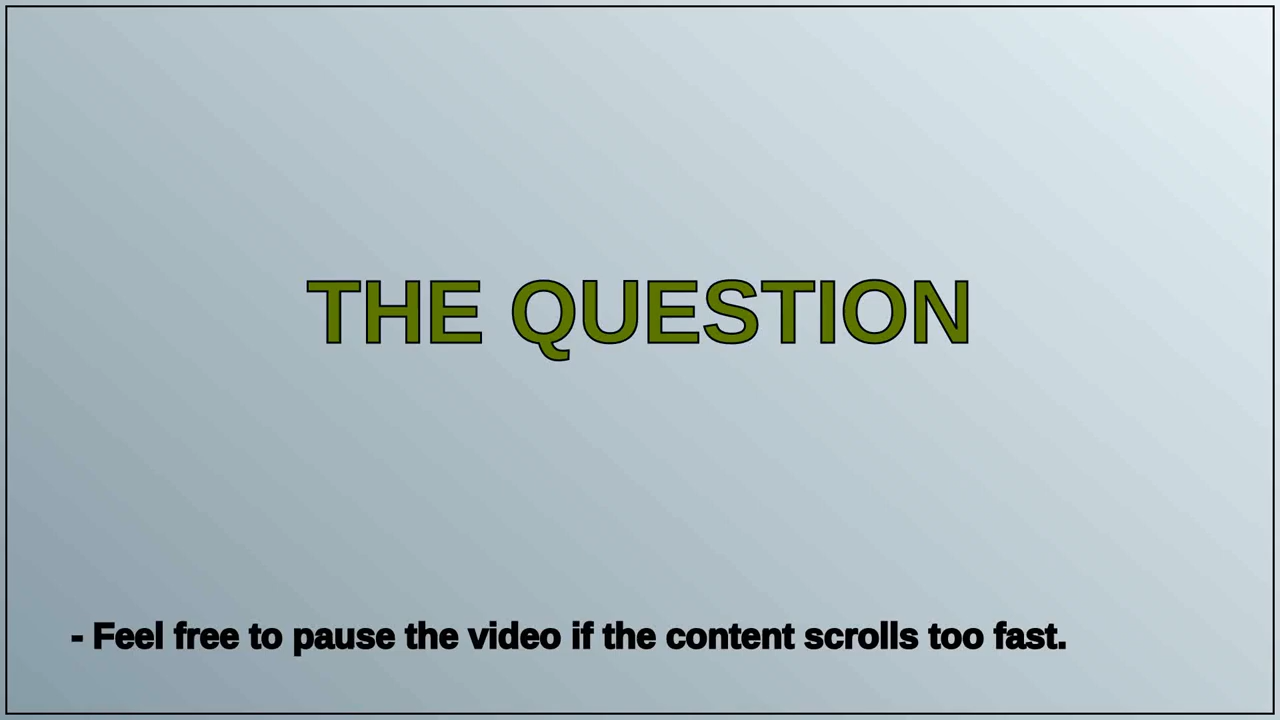 THE QUESTION
- Feel free to pause the video if the content scrolls too fast.